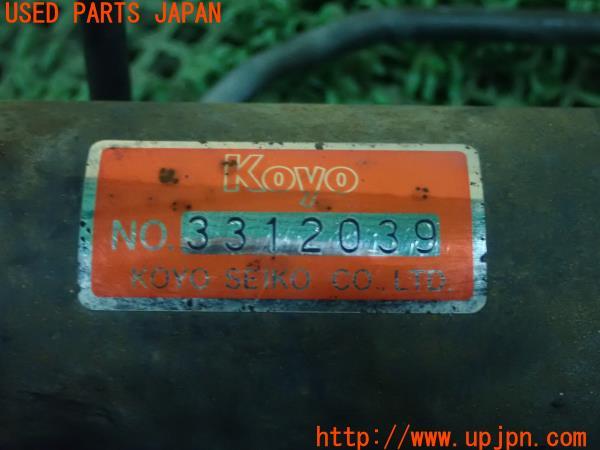 USED PARTS JAPAN
Koyo
NO. 3312039
KOYO SEIKO CO., LTD.
http://www.upjpn.com